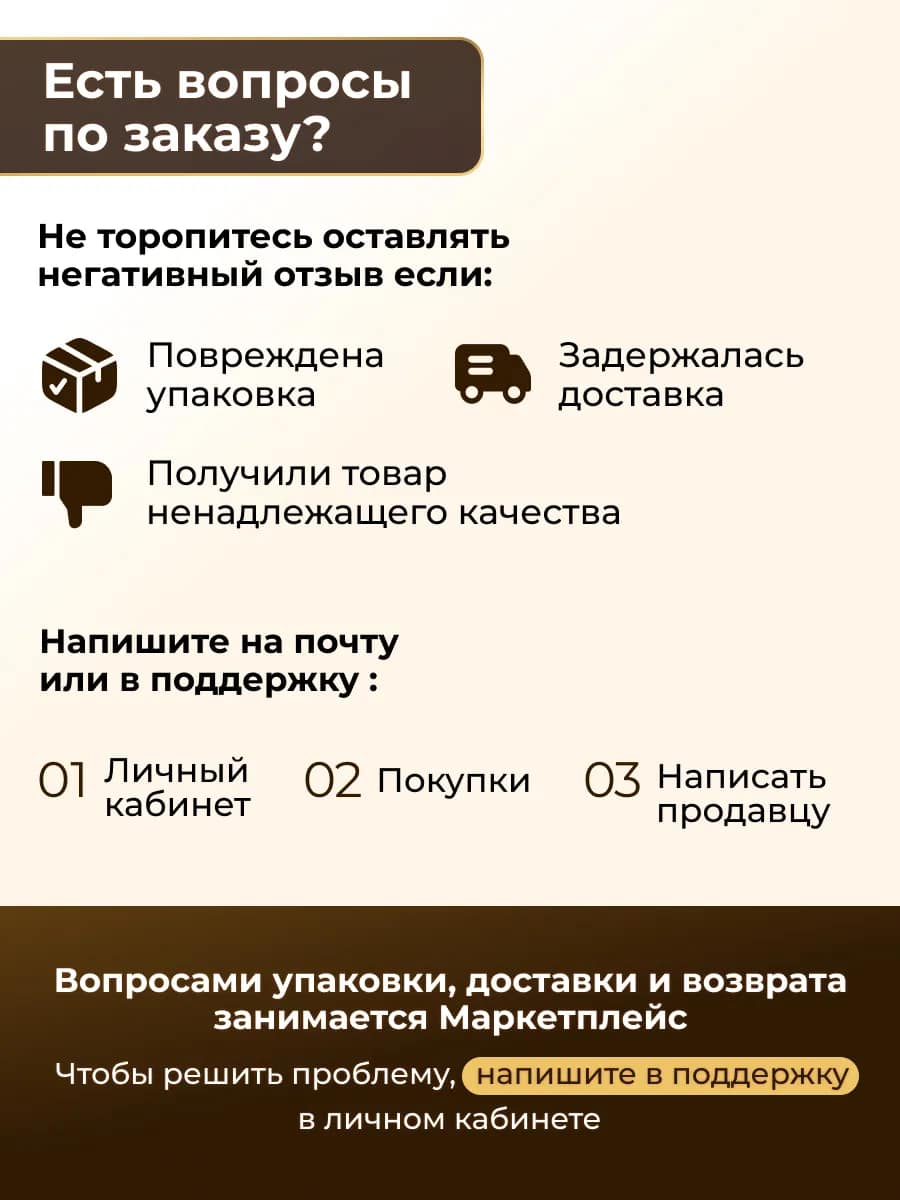 Есть вопросы
по заказу?
Не торопитесь оставлять
негативный отзыв если:
Повреждена
упаковка
Задержалась
доставка
Получили товар
ненадлежащего качества
Напишите на почту
или в поддержку :
01 Личный
кабинет
02 Покупки
03 Написать
продавцу
Вопросами упаковки, доставки и возврата
занимается Маркетплейс
Чтобы решить проблему, напишите в поддержку
в личном кабинете